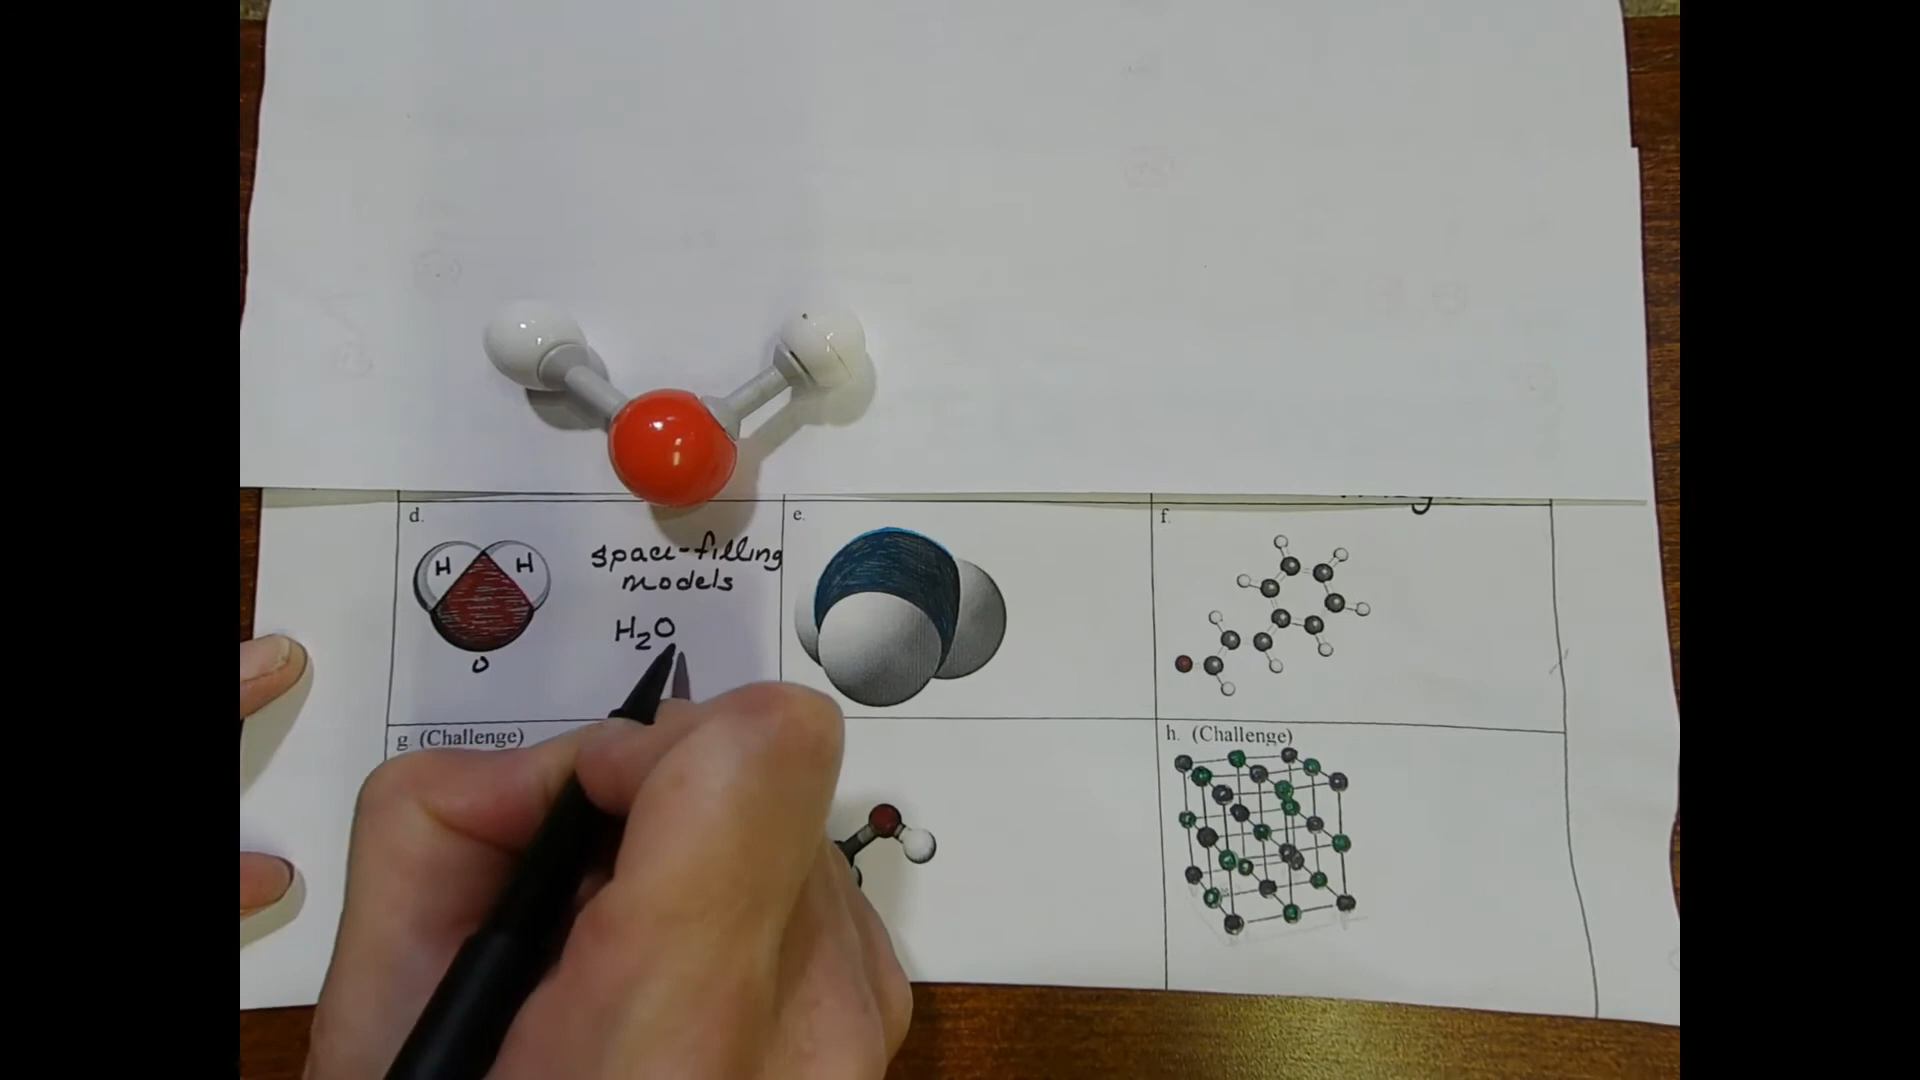 d.
H H
O
space-filling
models
H2O
e.
f.
g. (Challenge)
h. (Challenge)